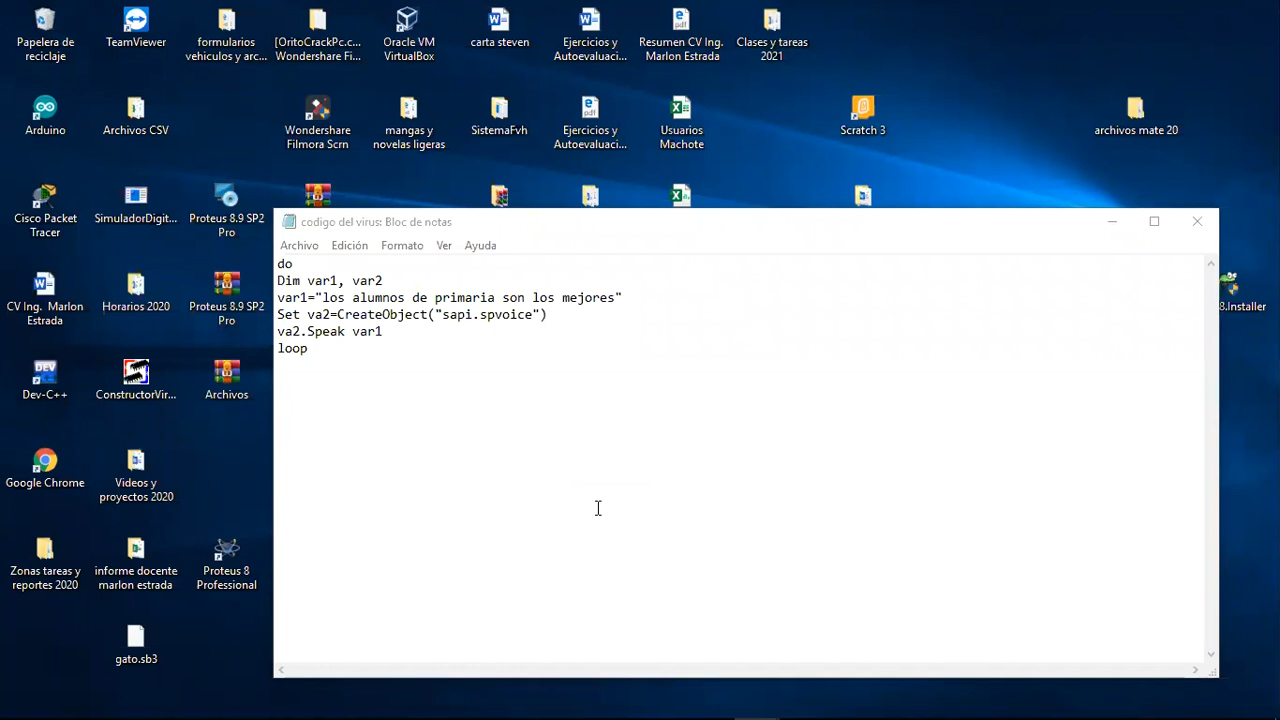 Papelera de
reciclaje
TeamViewer
formularios
vehiculos y arc...
[OritoCrackPc.c...
Wondershare Fi...
Oracle VM
VirtualBox
carta steven
Ejercicios y
Autoevaluaci...
Resumen CV Ing.
Marlon Estrada
Clases y tareas
2021
Arduino
Archivos CSV
Wondershare
Filmora Scrn
mangas y
novelas ligeras
SistemaFvh
Ejercicios y
Autoevaluaci...
Usuarios
Machote
Scratch 3
archivos mate 20
Cisco Packet
Tracer
SimuladorDigit...
Proteus 8.9 SP2
Pro
codigo del virus: Bloc de notas
Archivo Edición Formato Ver Ayuda
do
Dim var1, var2
var1="los alumnos de primaria son los mejores"
Set va2=CreateObject("sapi.spvoice")
va2.Speak var1
loop
CV Ing. Marlon
Estrada
Horarios 2020
Proteus 8.9 SP2
Pro
8.Installer
DEV
Dev-C++
ConstructorVir...
Archivos
Google Chrome
Videos y
proyectos 2020
Zonas tareas y
reportes 2020
informe docente
marlon estrada
Proteus 8
Professional
gato.sb3